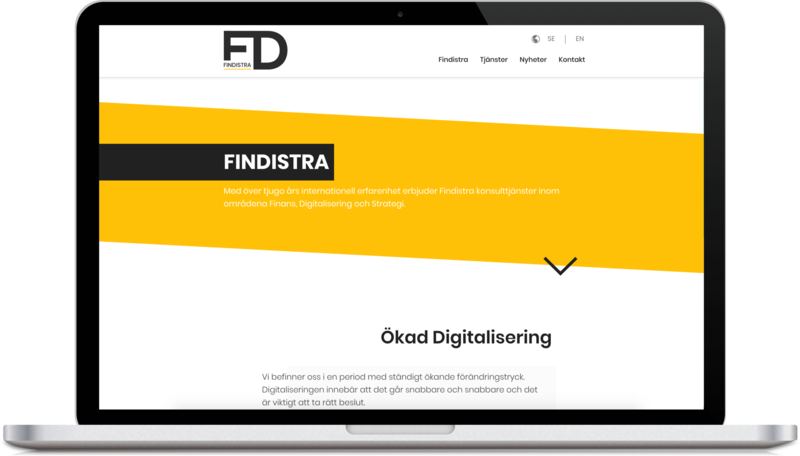 FD
FINDISTRA
SE | EN
Findistra Tjänster Nyheter Kontakt
FINDISTRA
Med över tjugo års internationell erfarenhet erbjuder Findistra konsulttjänster inom
områdena Finans, Digitalisering och Strategi.
Ökad Digitalisering
Vi befinner oss i en period med ständigt ökande förändringstryck.
Digitaliseringen innebär att det går snabbare och snabbare och det
är viktigt att ta rätt beslut.